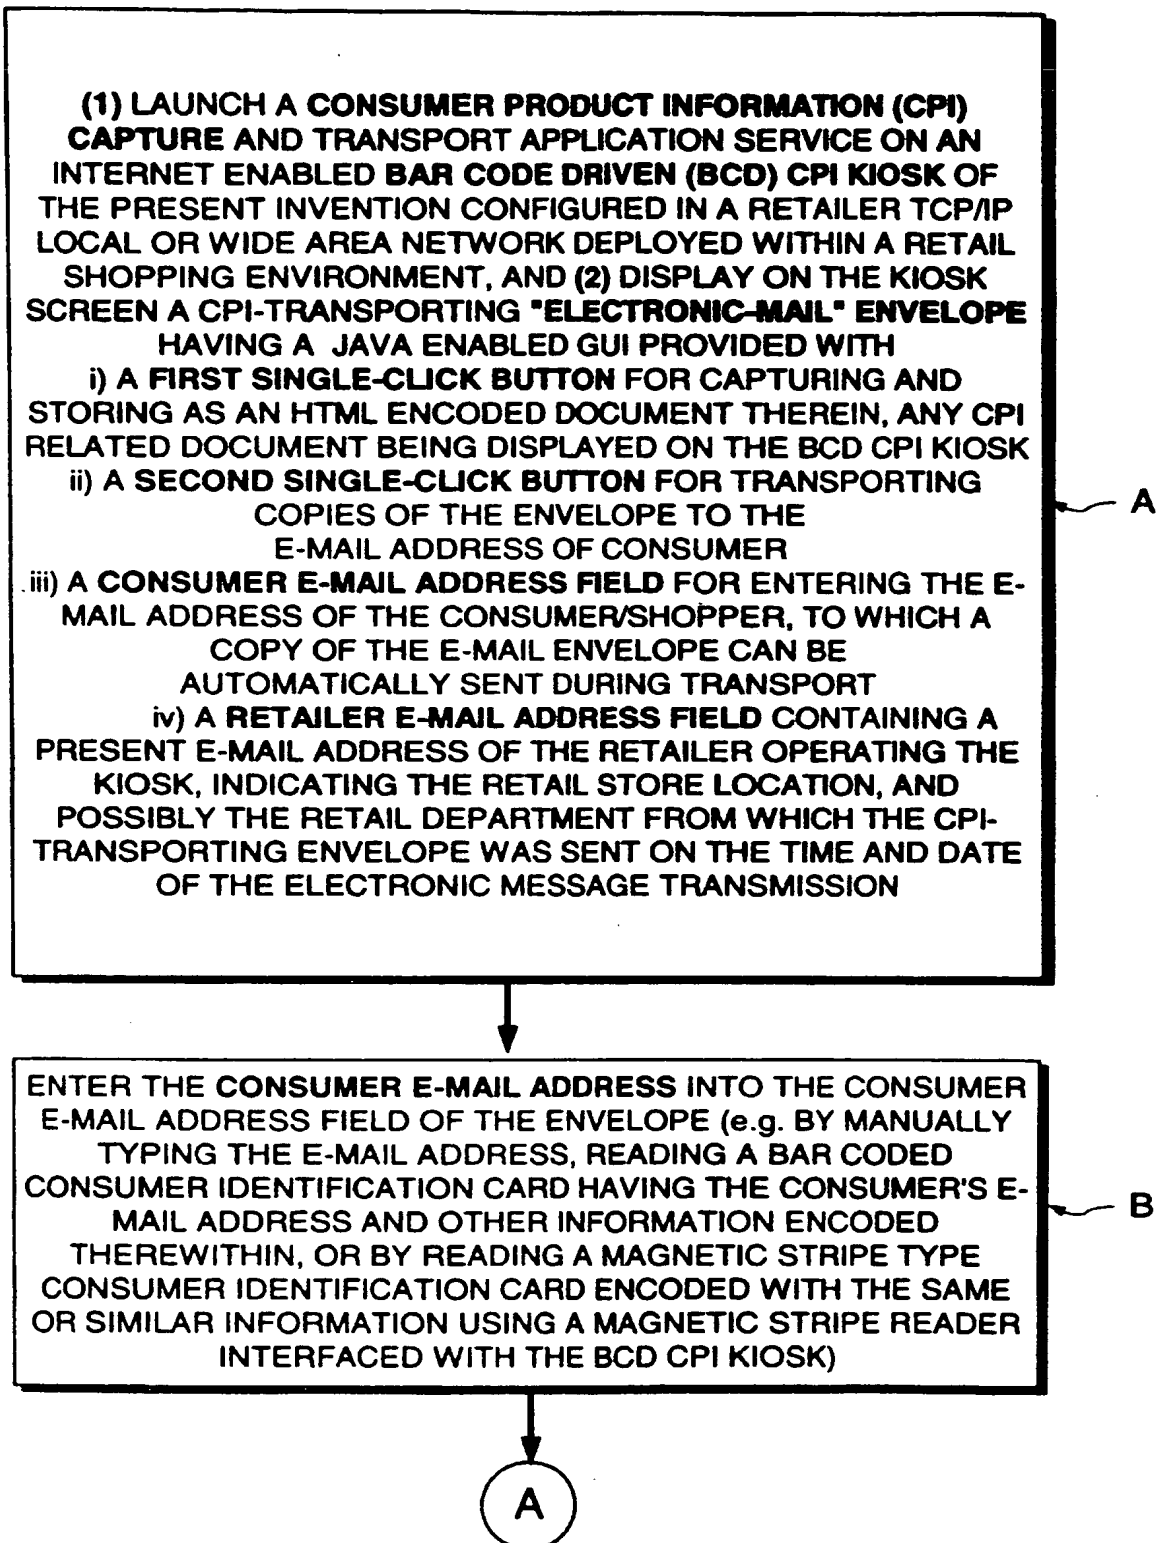 (1) LAUNCH A CONSUMER PRODUCT INFORMATION (CPI)
CAPTURE AND TRANSPORT APPLICATION SERVICE ON AN
INTERNET ENABLED BAR CODE DRIVEN (BCD) CPI KIOSK OF
THE PRESENT INVENTION CONFIGURED IN A RETAILER TCP/IP
LOCAL OR WIDE AREA NETWORK DEPLOYED WITHIN A RETAIL
SHOPPING ENVIRONMENT, AND (2) DISPLAY ON THE KIOSK
SCREEN A CPI-TRANSPORTING "ELECTRONIC-MAIL" ENVELOPE
HAVING A JAVA ENABLED GUI PROVIDED WITH
i) A FIRST SINGLE-CLICK BUTTON FOR CAPTURING AND
STORING AS AN HTML ENCODED DOCUMENT THEREIN, ANY CPI
RELATED DOCUMENT BEING DISPLAYED ON THE BCD CPI KIOSK
ii) A SECOND SINGLE-CLICK BUTTON FOR TRANSPORTING
COPIES OF THE ENVELOPE TO THE
E-MAIL ADDRESS OF CONSUMER
iii) A CONSUMER E-MAIL ADDRESS FIELD FOR ENTERING THE E-
MAIL ADDRESS OF THE CONSUMER/SHOPPER, TO WHICH A
COPY OF THE E-MAIL ENVELOPE CAN BE
AUTOMATICALLY SENT DURING TRANSPORT
iv) A RETAILER E-MAIL ADDRESS FIELD CONTAINING A
PRESENT E-MAIL ADDRESS OF THE RETAILER OPERATING THE
KIOSK, INDICATING THE RETAIL STORE LOCATION, AND
POSSIBLY THE RETAIL DEPARTMENT FROM WHICH THE CPI-
TRANSPORTING ENVELOPE WAS SENT ON THE TIME AND DATE
OF THE ELECTRONIC MESSAGE TRANSMISSION
A
ENTER THE CONSUMER E-MAIL ADDRESS INTO THE CONSUMER
E-MAIL ADDRESS FIELD OF THE ENVELOPE (e.g. BY MANUALLY
TYPING THE E-MAIL ADDRESS, READING A BAR CODED
CONSUMER IDENTIFICATION CARD HAVING THE CONSUMER'S E-
MAIL ADDRESS AND OTHER INFORMATION ENCODED
THEREWITHIN, OR BY READING A MAGNETIC STRIPE TYPE
CONSUMER IDENTIFICATION CARD ENCODED WITH THE SAME
OR SIMILAR INFORMATION USING A MAGNETIC STRIPE READER
INTERFACED WITH THE BCD CPI KIOSK)
B
A